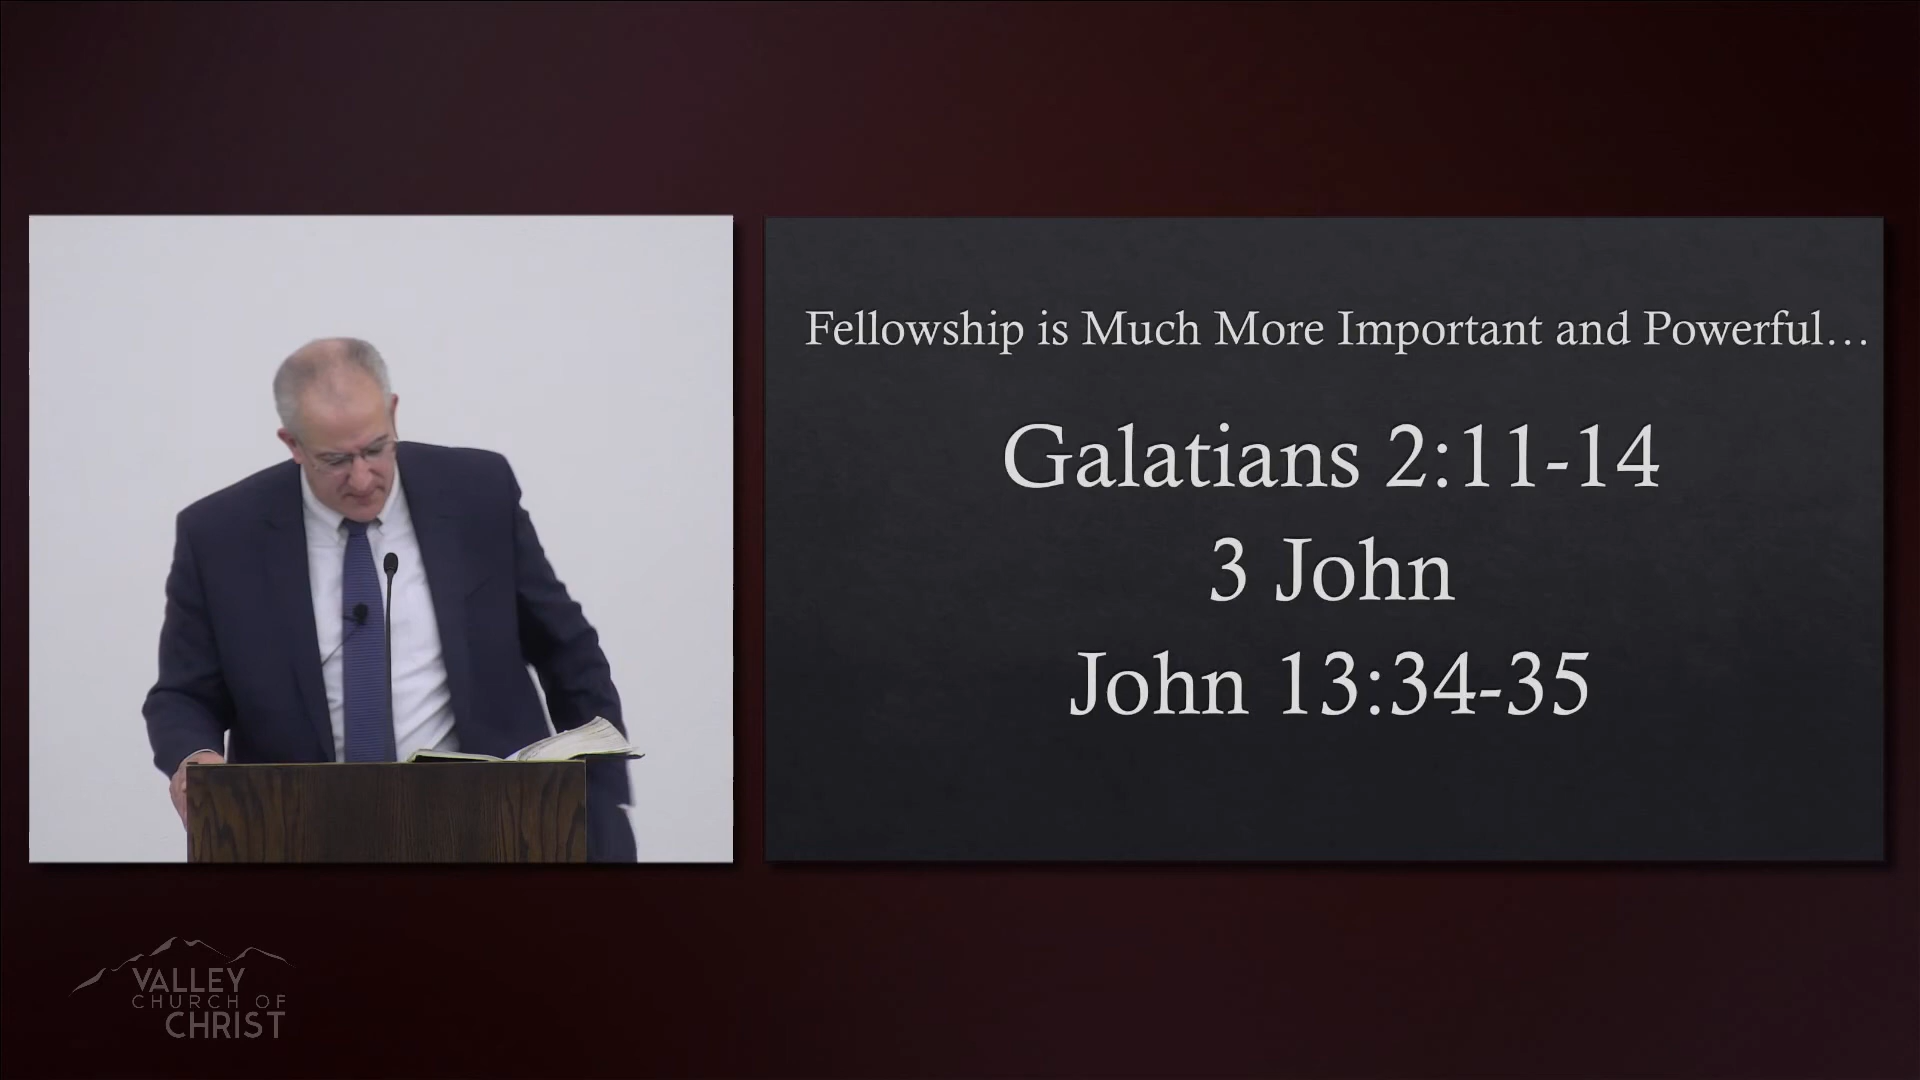 Fellowship is Much More Important and Powerful…
Galatians 2:11-14
3 John
John 13:34-35
VALLEY
CHURCH OF
CHRIST